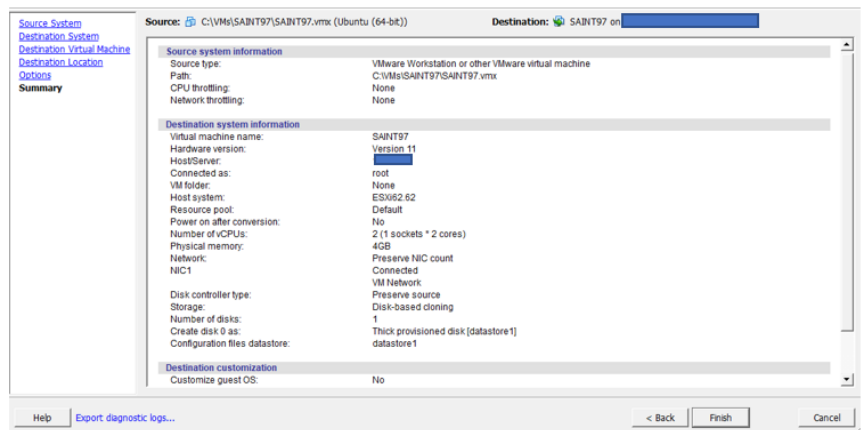 Source System
Destination System
Destination Virtual Machine
Destination Location
Options
Summary
Source: C:\VMs\SAINT97\SAINT97.vmx (Ubuntu (64-bit)) Destination: SAINT97 on
Source system information
Source type: VMware Workstation or other VMware virtual machine
Path: C:\VMs\SAINT97\SAINT97.vmx
CPU throttling: None
Network throttling: None
Destination system information
Virtual machine name: SAINT97
Hardware version: Version 11
Host/Server:
Connected as: root
VM folder: None
Host system: ESXi62.62
Resource pool: Default
Power on after conversion: No
Number of vCPUs: 2 (1 sockets * 2 cores)
Physical memory: 4GB
Network: Preserve NIC count
NIC1 Connected
VM Network
Disk controller type: Preserve source
Storage: Disk-based cloning
Number of disks: 1
Create disk 0 as: Thick provisioned disk [datastore1]
Configuration files datastore: datastore1
Destination customization
Customize guest OS: No
Help Export diagnostic logs... < Back Finish Cancel